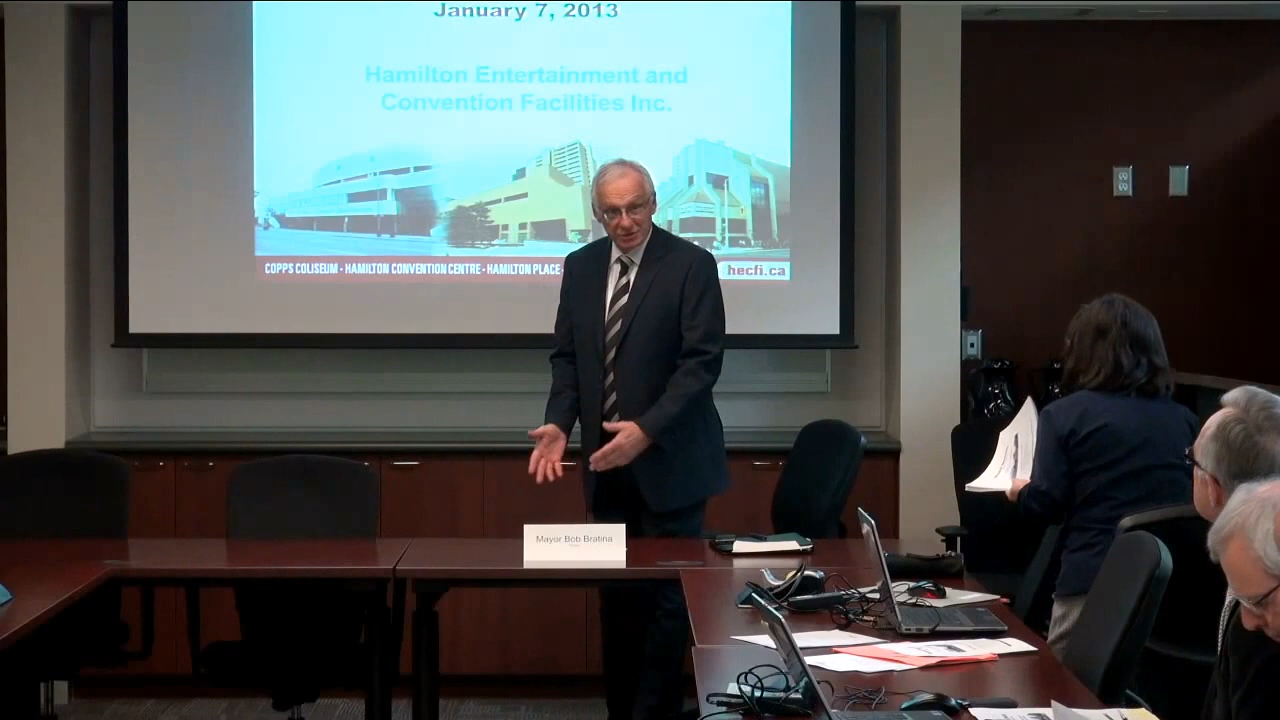 January 7, 2013
Hamilton Entertainment and
Convention Facilities Inc.
COPPS COLISEUM • HAMILTON CONVENTION CENTRE • HAMILTON PLACE •
hecfi.ca
Mayor Bob Bratina